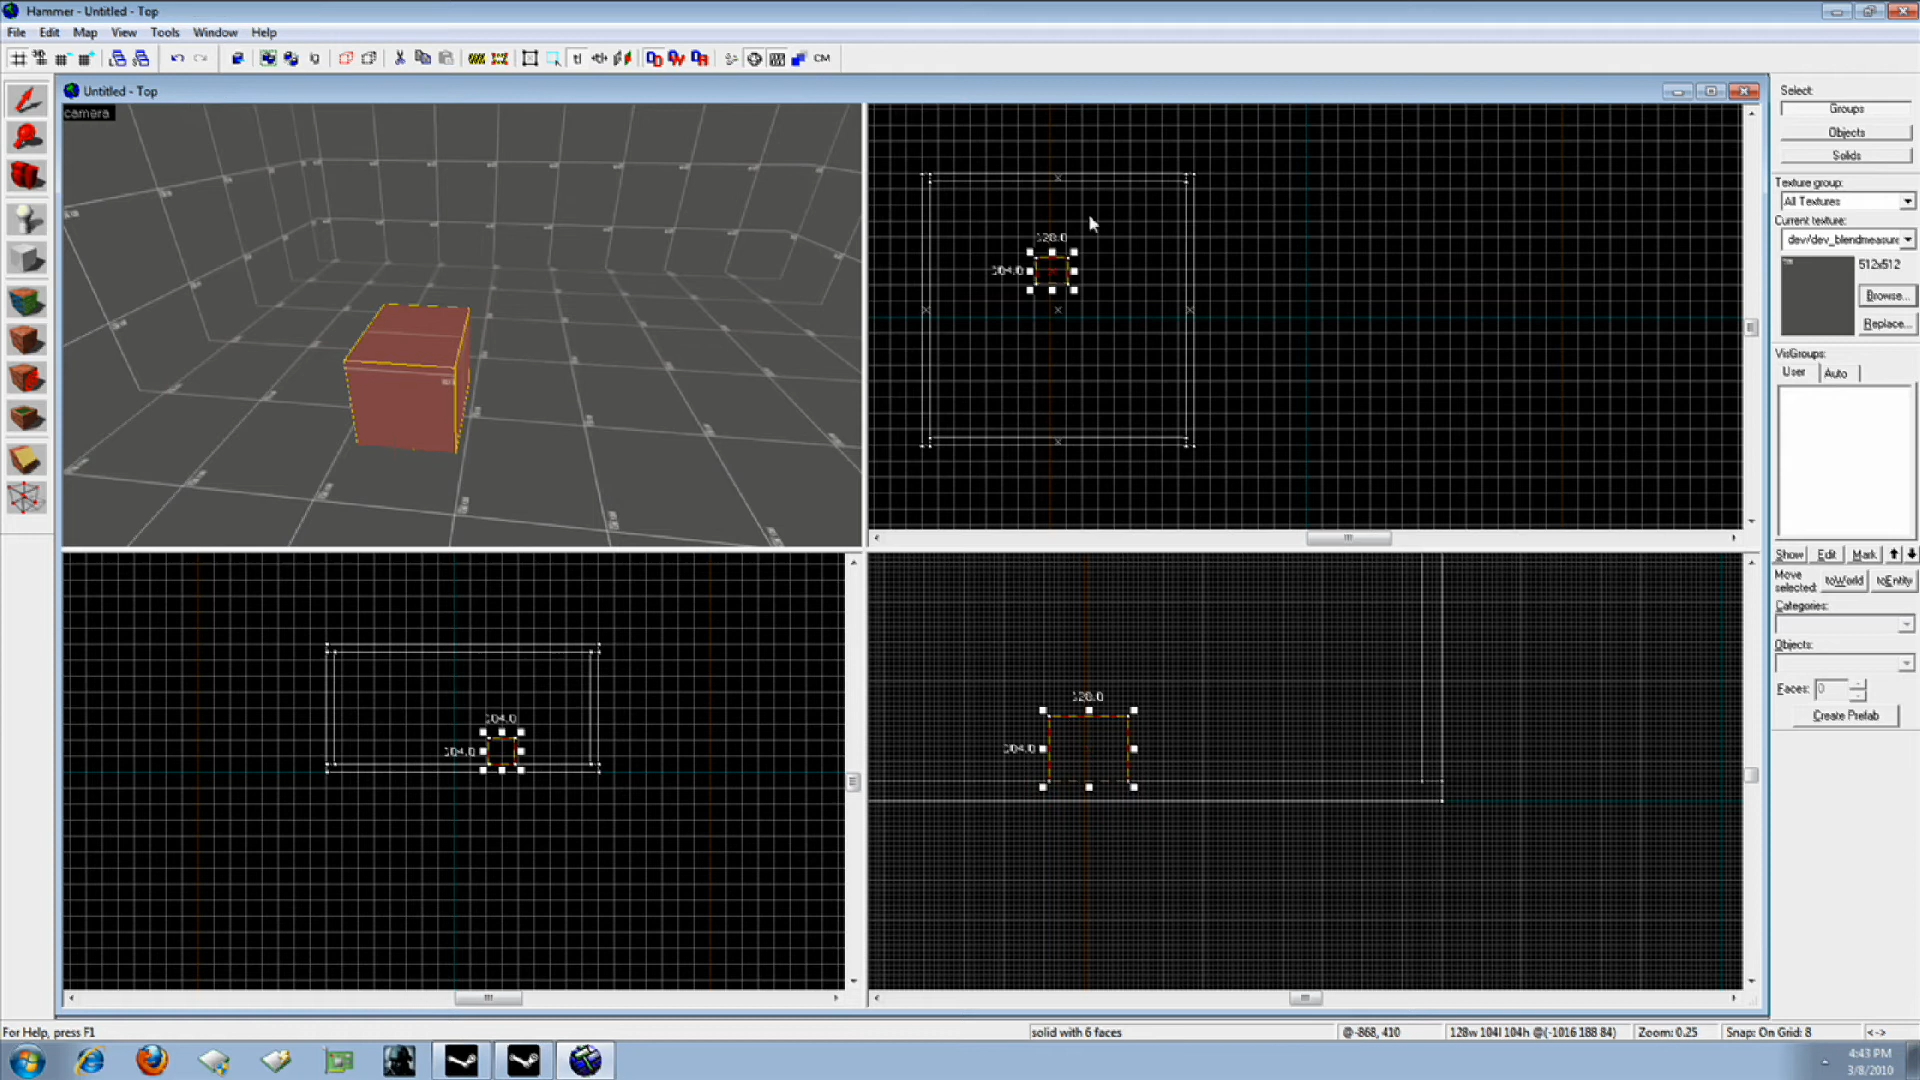 Hammer - Untitled - Top
File Edit Map View Tools Window Help
CM
Untitled - Top
camera
128.0
104.0
104.0
104.0
128.0
104.0
Select:
Groups
Objects
Solids
Texture group:
All Textures
Current texture:
dev/dev_blendmeasure
512x512
Browse...
Replace...
VisGroups:
User Auto
Show Edit Mark
Move selected: toWorld toEntity
Categories:
Objects:
Faces: 0
Create Prefab
For Help, press F1
solid with 6 faces
@-868, 410
128w 104l 104h @(-1016 188 84)
Zoom: 0.25
Snap: On Grid: 8
<->
4:43 PM
3/8/2010